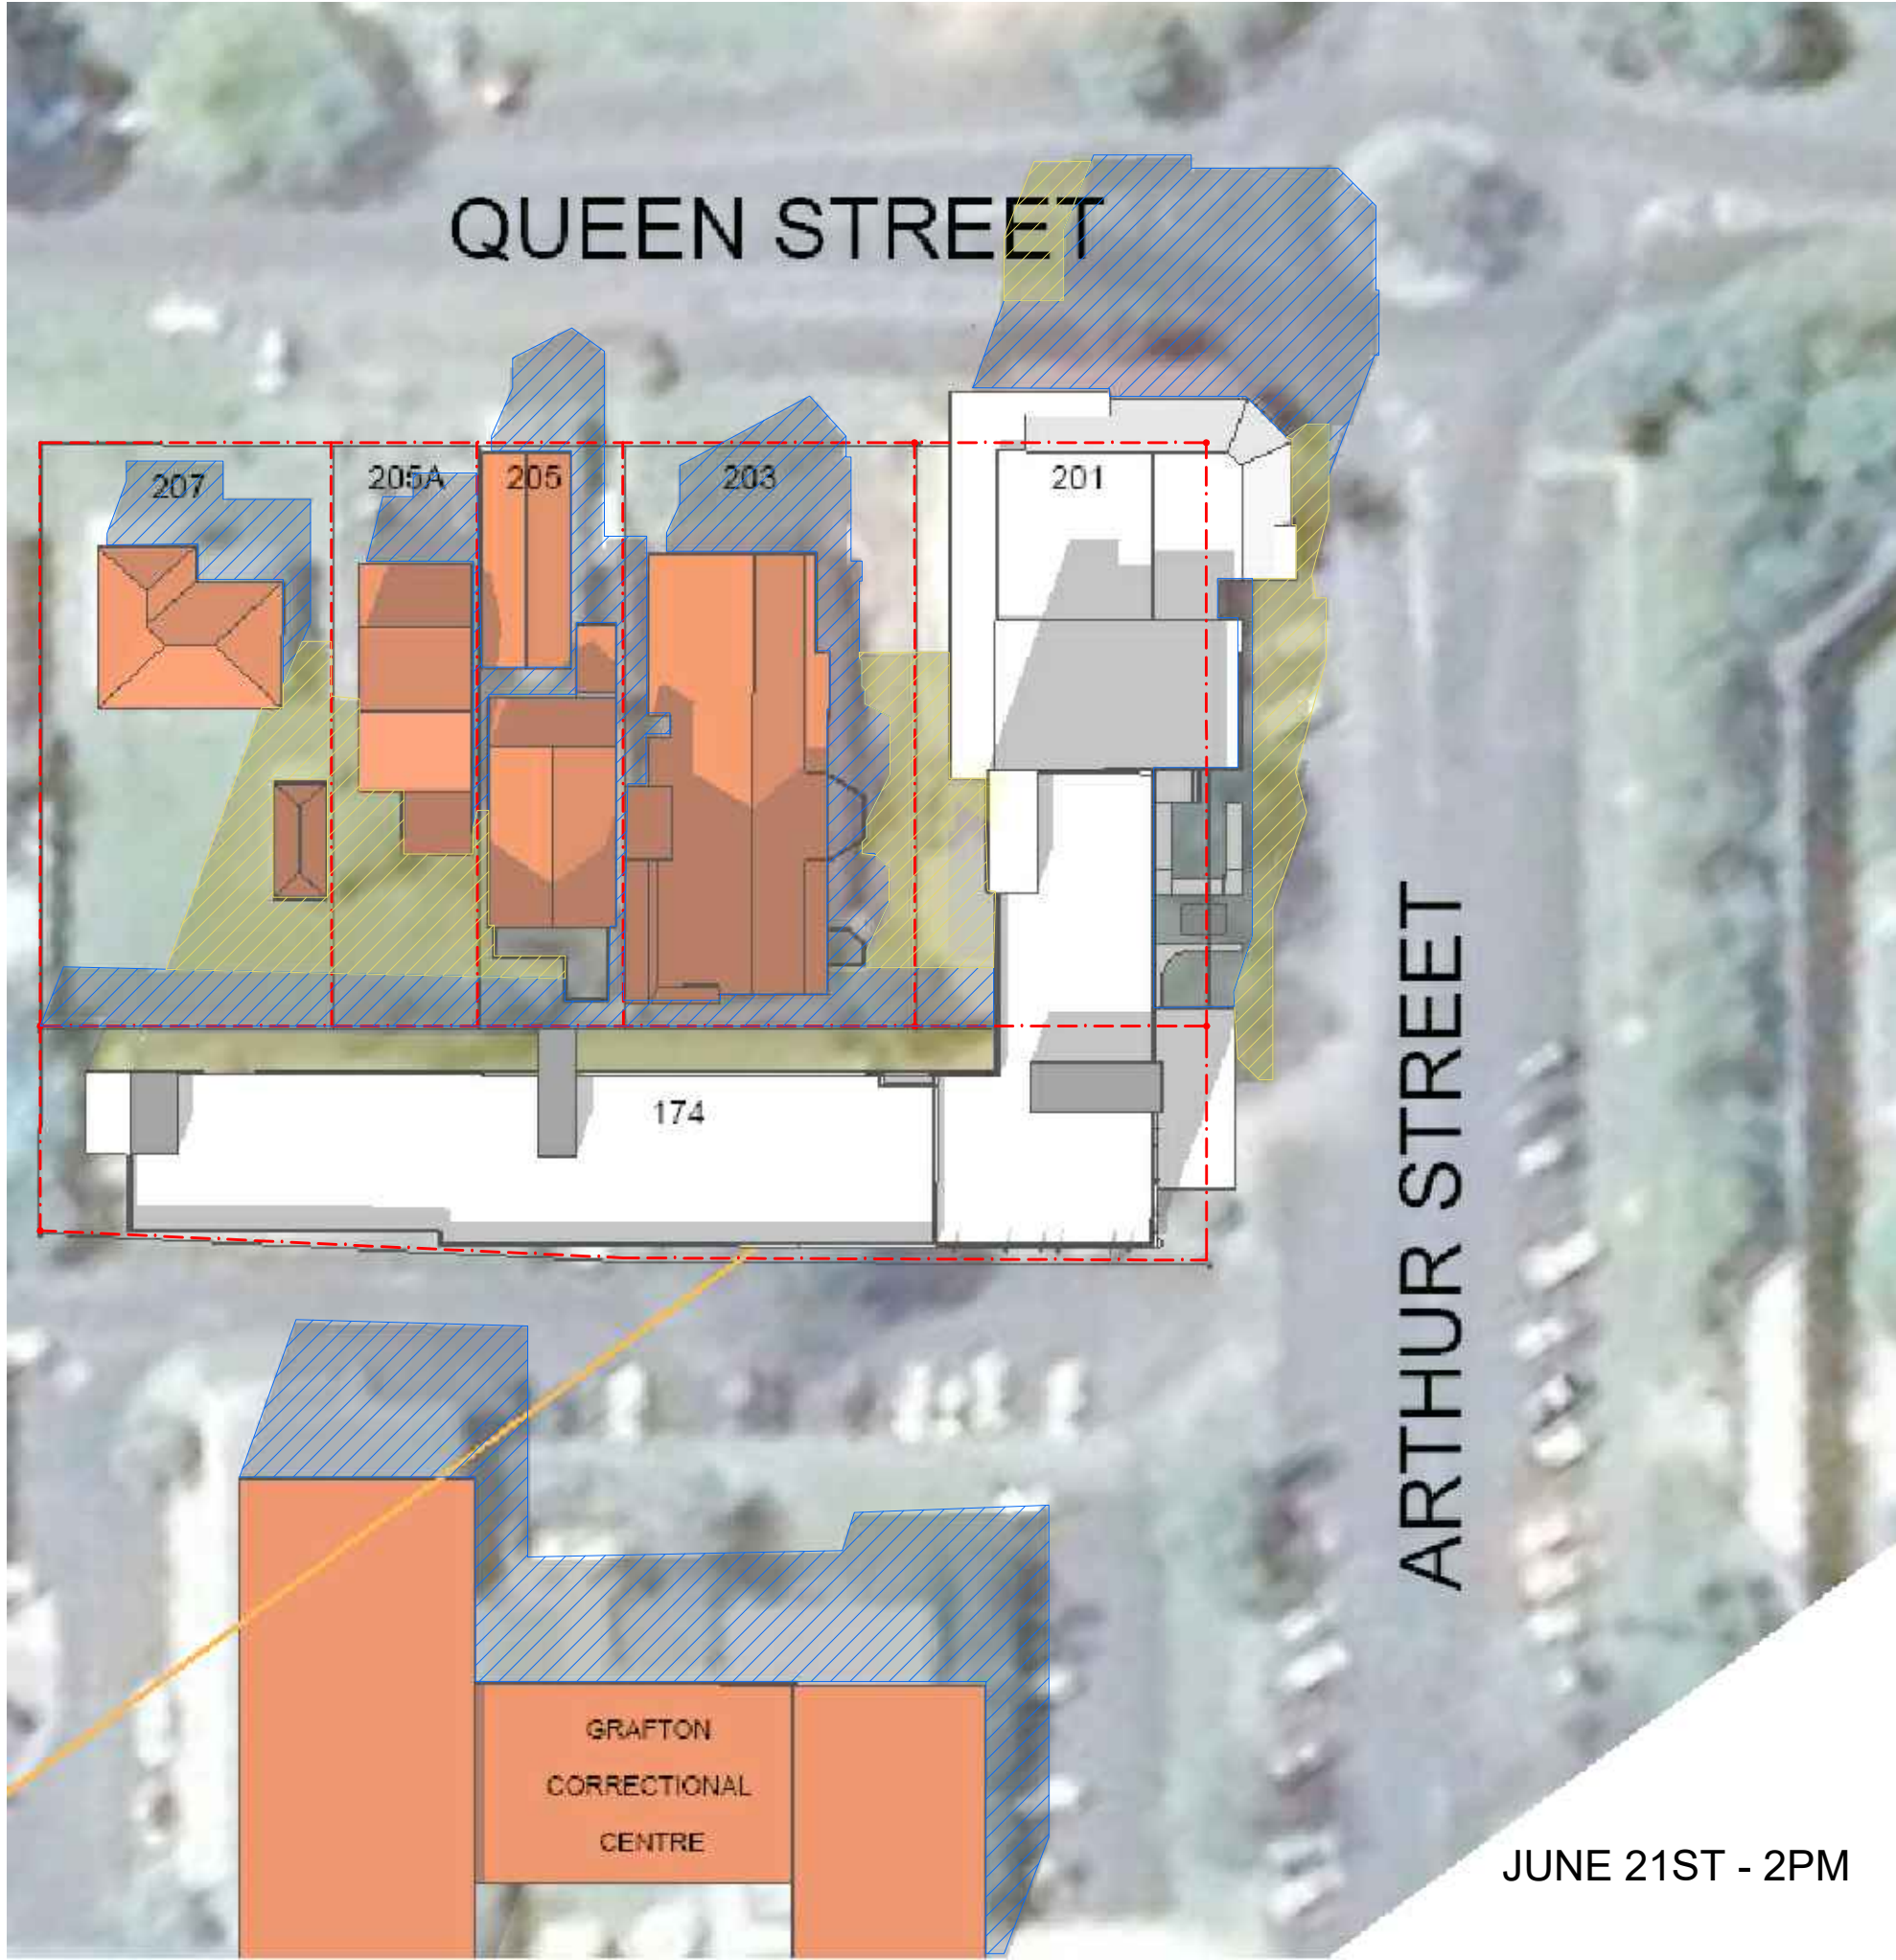 QUEEN STREET
207
205A
205
203
201
174
ARTHUR STREET
GRAFTON
CORRECTIONAL
CENTRE
JUNE 21ST - 2PM